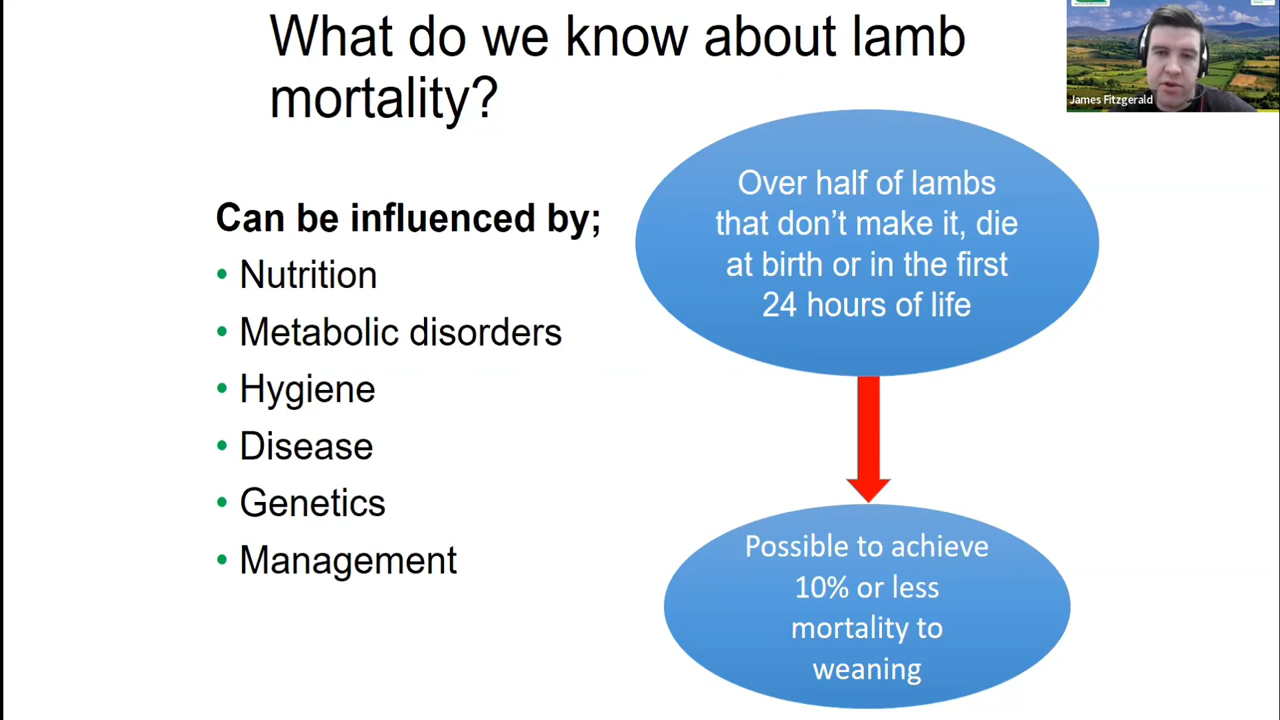 What do we know about lamb
mortality?
James Fitzgerald
Can be influenced by;
• Nutrition
• Metabolic disorders
• Hygiene
• Disease
• Genetics
• Management
Over half of lambs
that don't make it, die
at birth or in the first
24 hours of life
Possible to achieve
10% or less
mortality to
weaning